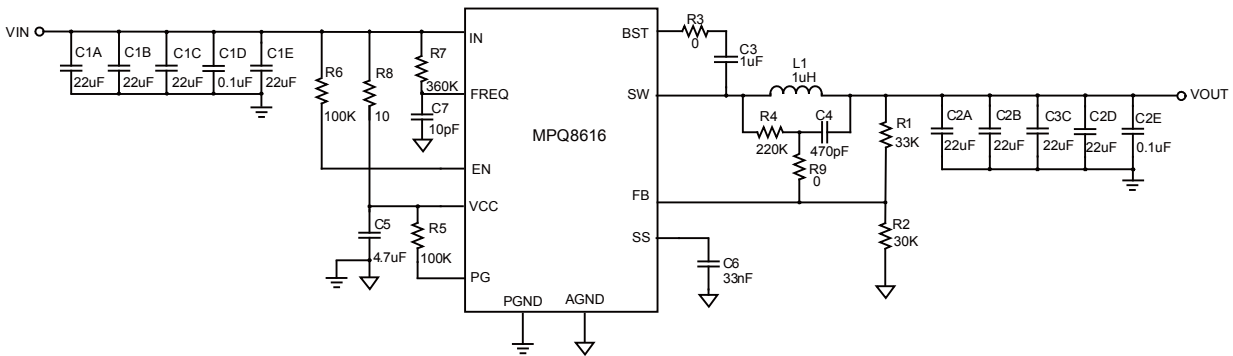 VIN
C1A
22uF
C1B
22uF
C1C
22uF
C1D
0.1uF
C1E
22uF
R6
100K
R8
10
R7
360K
C7
10pF
C5
4.7uF
R5
100K
IN
FREQ
EN
VCC
PG
MPQ8616
PGND
AGND
BST
SW
FB
SS
R3
0
C3
1uF
L1
1uH
R4
220K
C4
470pF
R9
0
R1
33K
R2
30K
C6
33nF
C2A
22uF
C2B
22uF
C3C
22uF
C2D
22uF
C2E
0.1uF
VOUT